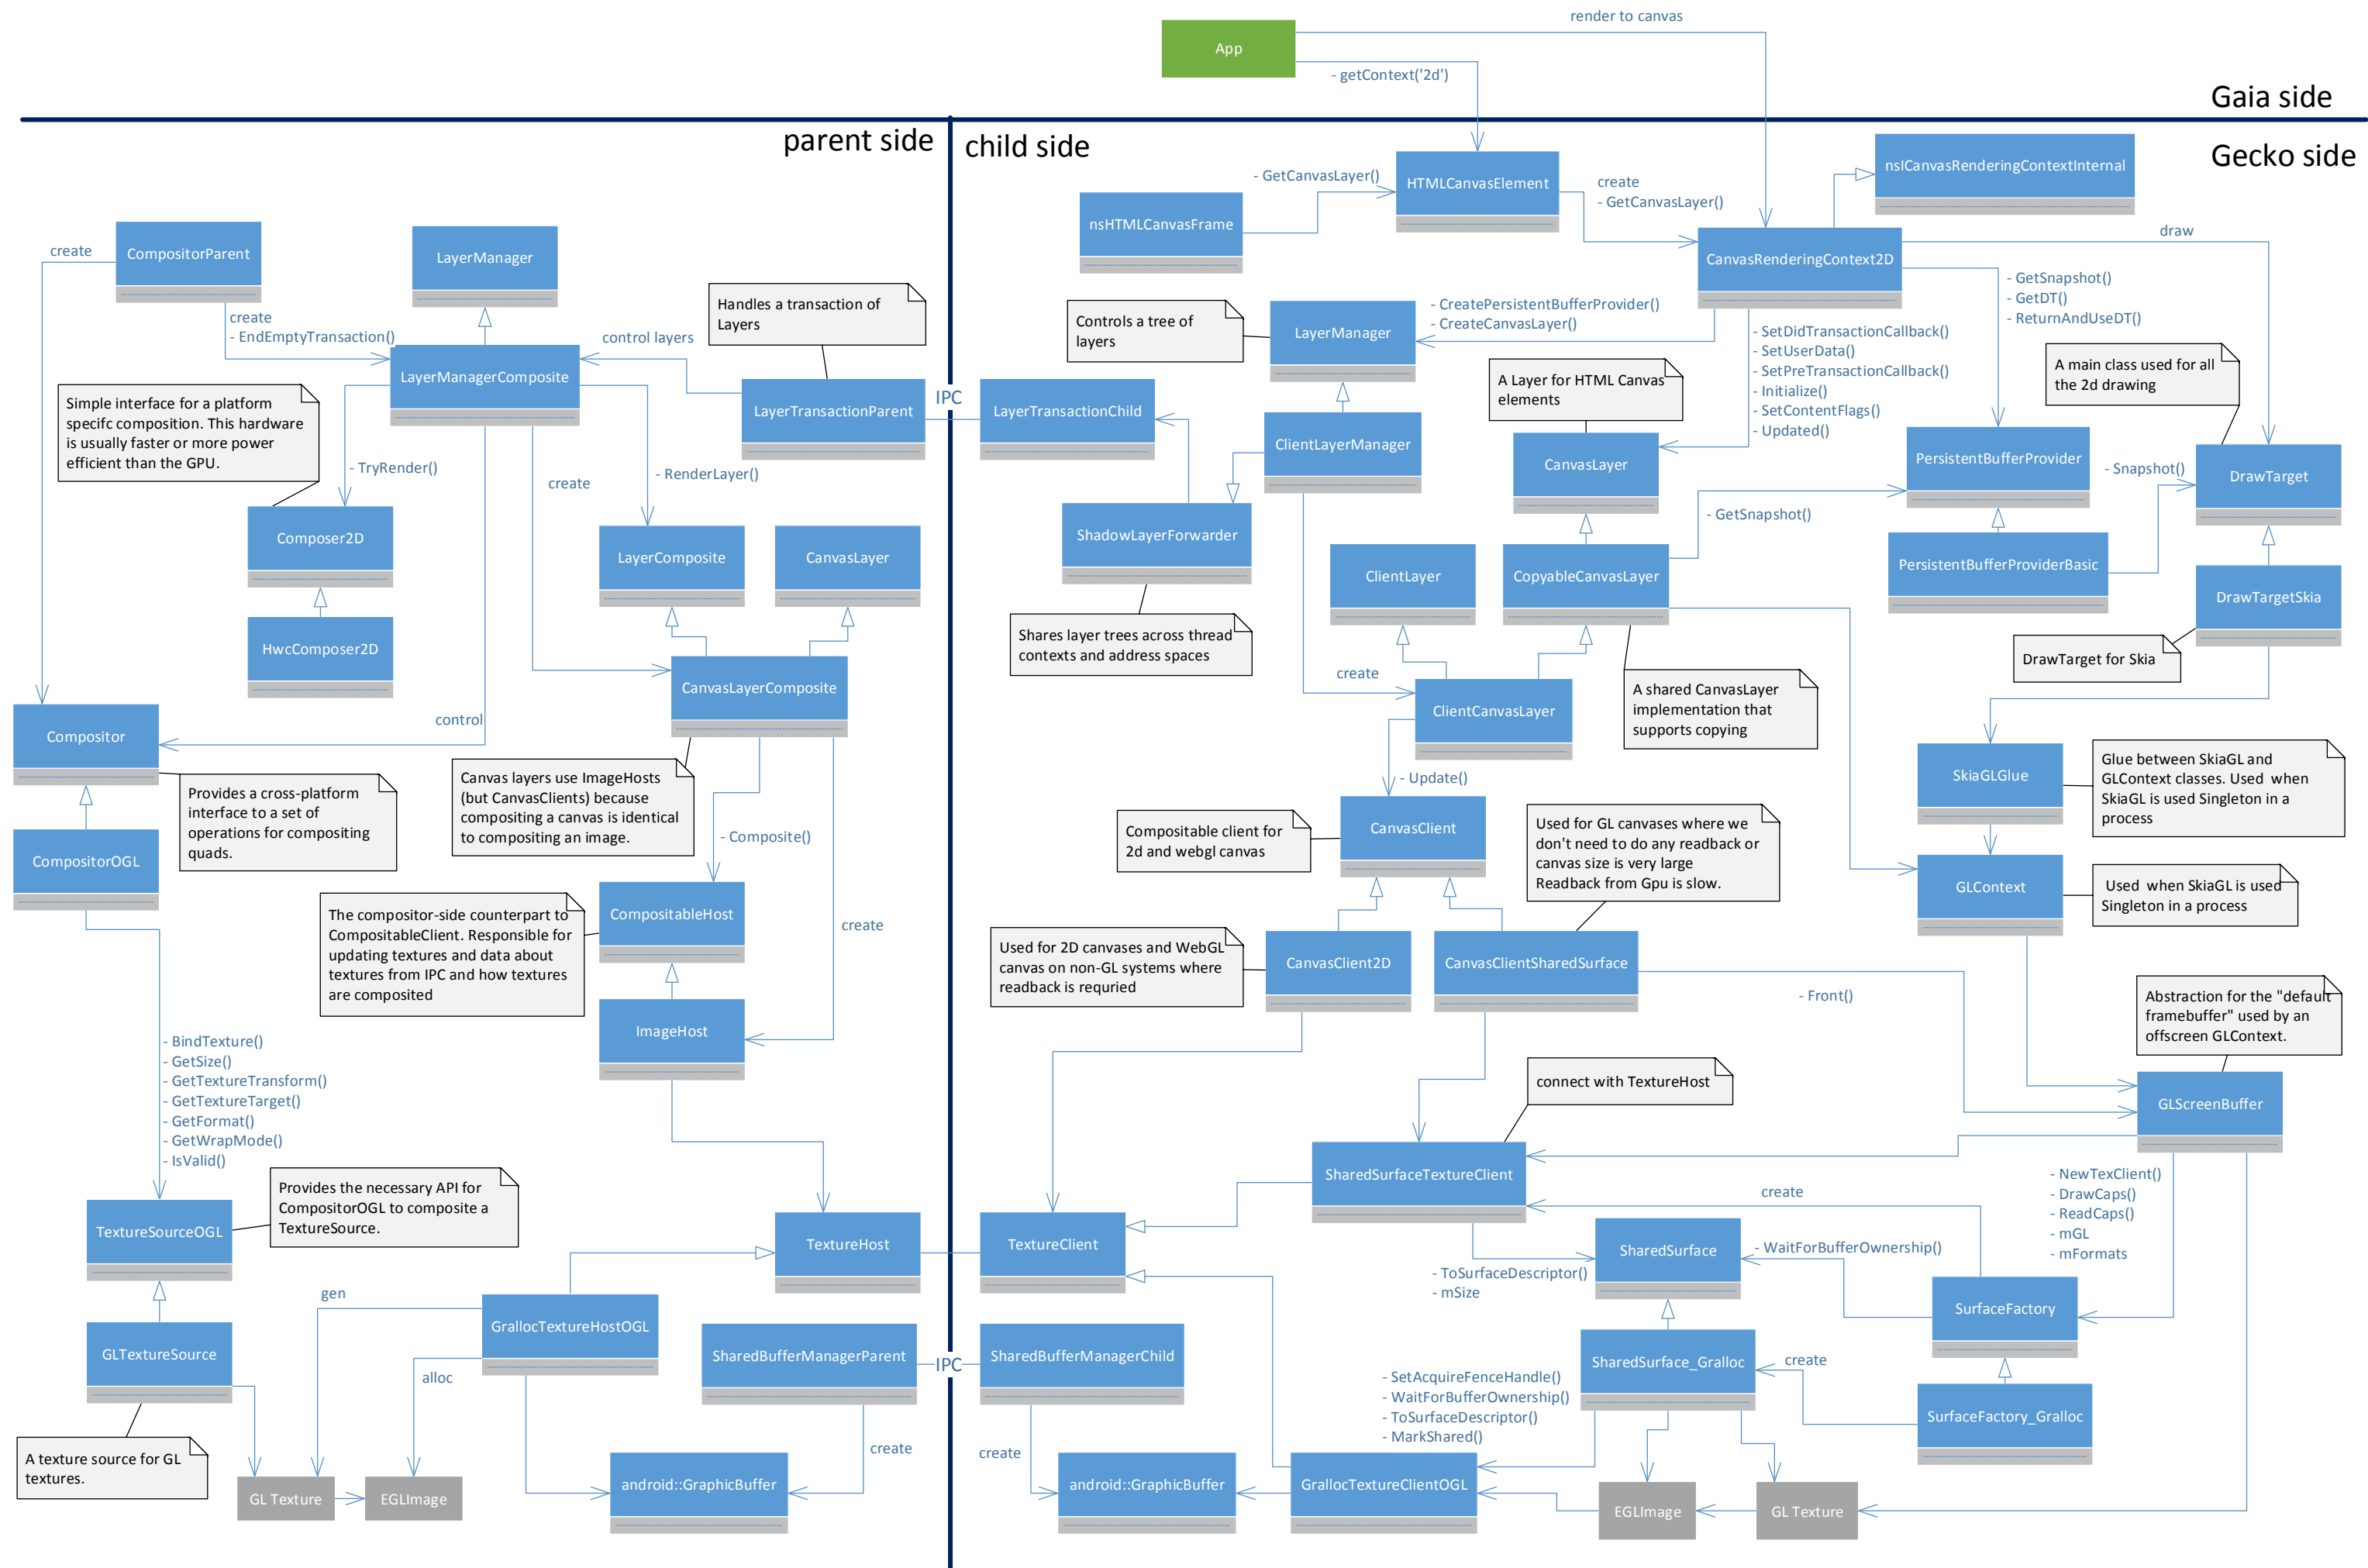 render to canvas
App
- getContext('2d')
Gaia side
parent side
child side
Gecko side
nsICanvasRenderingContextInternal
- GetCanvasLayer()
HTMLCanvasElement
create
- GetCanvasLayer()
nsHTMLCanvasFrame
CanvasRenderingContext2D
draw
- GetSnapshot()
- GetDT()
- ReturnAndUseDT()
create
CompositorParent
LayerManager
create
- EndEmptyTransaction()
Handles a transaction of
Layers
control layers
LayerManagerComposite
LayerTransactionParent
IPC
LayerTransactionChild
Simple interface for a platform
specifc composition. This hardware
is usually faster or more power
efficient than the GPU.
- TryRender()
create
- RenderLayer()
Composer2D
HwcComposer2D
LayerComposite
CanvasLayer
CanvasLayerComposite
control
Compositor
Provides a cross-platform
interface to a set of
operations for compositing
quads.
CompositorOGL
Canvas layers use ImageHosts
(but CanvasClients) because
compositing a canvas is identical
to compositing an image.
- Composite()
create
The compositor-side counterpart to
CompositableClient. Responsible for
updating textures and data about
textures from IPC and how textures
are composited
CompositableHost
ImageHost
- BindTexture()
- GetSize()
- GetTextureTransform()
- GetTextureTarget()
- GetFormat()
- GetWrapMode()
- IsValid()
Provides the necessary API for
CompositorOGL to composite a
TextureSource.
TextureSourceOGL
TextureHost
gen
GrallocTextureHostOGL
GLTextureSource
alloc
SharedBufferManagerParent
IPC
SharedBufferManagerChild
A texture source for GL
textures.
GL Texture
EGLImage
android::GraphicBuffer
create
Controls a tree of
layers
LayerManager
- CreatePersistentBufferProvider()
- CreateCanvasLayer()
- SetDidTransactionCallback()
- SetUserData()
- SetPreTransactionCallback()
- Initialize()
- SetContentFlags()
- Updated()
A main class used for all
the 2d drawing
A Layer for HTML Canvas
elements
ClientLayerManager
CanvasLayer
PersistentBufferProvider
- Snapshot()
DrawTarget
- GetSnapshot()
ShadowLayerForwarder
ClientLayer
CopyableCanvasLayer
PersistentBufferProviderBasic
DrawTargetSkia
Shares layer trees across thread
contexts and address spaces
DrawTarget for Skia
create
ClientCanvasLayer
A shared CanvasLayer
implementation that
supports copying
- Update()
SkiaGLGlue
Glue between SkiaGL and
GLContext classes. Used  when
SkiaGL is used Singleton in a
process
Compositable client for
2d and webgl canvas
CanvasClient
Used for GL canvases where we
don't need to do any readback or
canvas size is very large
Readback from Gpu is slow.
GLContext
Used  when SkiaGL is used
Singleton in a process
Used for 2D canvases and WebGL
canvas on non-GL systems where
readback is requried
CanvasClient2D
CanvasClientSharedSurface
- Front()
Abstraction for the "default
framebuffer" used by an
offscreen GLContext.
connect with TextureHost
GLScreenBuffer
SharedSurfaceTextureClient
create
- NewTexClient()
- DrawCaps()
- ReadCaps()
- mGL
- mFormats
TextureClient
SharedSurface
- WaitForBufferOwnership()
- ToSurfaceDescriptor()
- mSize
SurfaceFactory
SharedSurface_Gralloc
create
- SetAcquireFenceHandle()
- WaitForBufferOwnership()
- ToSurfaceDescriptor()
- MarkShared()
SurfaceFactory_Gralloc
create
android::GraphicBuffer
GrallocTextureClientOGL
EGLImage
GL Texture